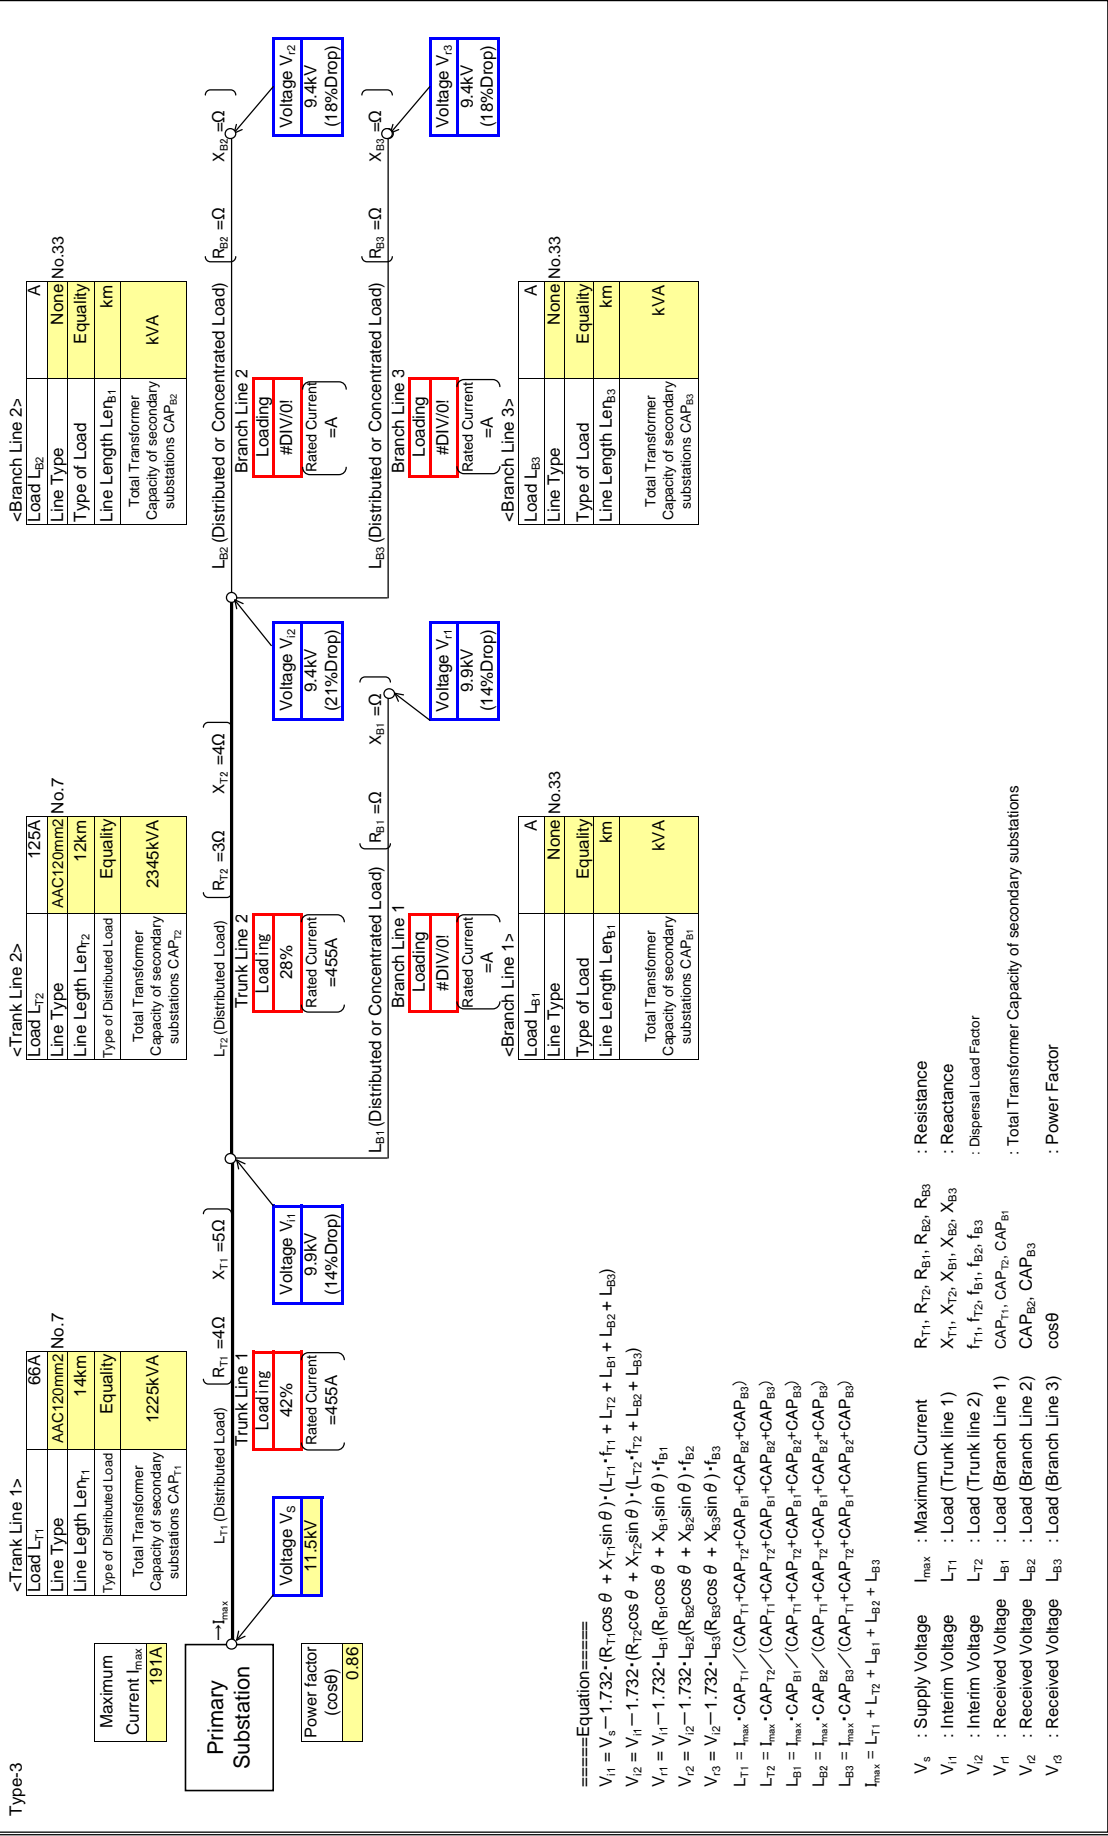 Type-3
Maximum
Current Imax
191A
Primary
Substation
→Imax
Power factor
(cosθ)
0.86
Voltage VS
11.5kV
<Trank Line 1>
Load LT1 66A
Line Type AAC120mm2 No.7
Line Length LenT1 14km
Type of Distributed Load Equality
Total Transformer
Capacity of secondary
substations CAPT1
1225kVA
LT1 (Distributed Load) RT1 =4Ω XT1 =5Ω
Trunk Line 1
Loading
42%
Rated Current
=455A
Voltage Vi1
9.9kV
(14%Drop)
<Trank Line 2>
Load LT2 125A
Line Type AAC120mm2 No.7
Line Legth LenT2 12km
Type of Distributed Load Equality
Total Transformer
Capacity of secondary
substations CAPT2
2345kVA
LT2 (Distributed Load) RT2 =3Ω XT2 =4Ω
Trunk Line 2
Loading
28%
Rated Current
=455A
Voltage Vi2
9.4kV
(21%Drop)
LB1 (Distributed or Concentrated Load) RB1 =Ω XB1 =Ω
Branch Line 1
Loading
#DIV/0!
Rated Current
=A
Voltage Vr1
9.9kV
(14%Drop)
<Branch Line 1>
Load LB1 A
Line Type None No.33
Type of Load Equality
Line Length LenB1 km
Total Transformer
Capacity of secondary
substations CAPB1
kVA
<Branch Line 2>
Load LB2 A
Line Type None No.33
Type of Load Equality
Line Length LenB1 km
Total Transformer
Capacity of secondary
substations CAPB2
kVA
LB2 (Distributed or Concentrated Load) RB2 =Ω XB2 =Ω
Branch Line 2
Loading
#DIV/0!
Rated Current
=A
Voltage Vr2
9.4kV
(18%Drop)
LB3 (Distributed or Concentrated Load) RB3 =Ω XB3 =Ω
Branch Line 3
Loading
#DIV/0!
Rated Current
=A
Voltage Vr3
9.4kV
(18%Drop)
<Branch Line 3>
Load LB3 A
Line Type None No.33
Type of Load Equality
Line Length LenB3 km
Total Transformer
Capacity of secondary
substations CAPB3
kVA
=====Equation=====
Vi1 = Vs－1.732･(RT1cos θ + XT1sin θ)･(LT1･fT1 + LT2 + LB1 + LB2 + LB3)
Vi2 = Vi1－1.732･(RT2cos θ + XT2sin θ)･(LT2･fT2 + LB2 + LB3)
Vr1 = Vi1－1.732･LB1(RB1cos θ + XB1sin θ)･fB1
Vr2 = Vi2－1.732･LB2(RB2cos θ + XB2sin θ)･fB2
Vr3 = Vi2－1.732･LB3(RB3cos θ + XB3sin θ)･fB3
LT1 = Imax･CAPT1／(CAPT1+CAPT2+CAPB1+CAPB2+CAPB3)
LT2 = Imax･CAPT2／(CAPT1+CAPT2+CAPB1+CAPB2+CAPB3)
LB1 = Imax･CAPB1／(CAPT1+CAPT2+CAPB1+CAPB2+CAPB3)
LB2 = Imax･CAPB2／(CAPT1+CAPT2+CAPB1+CAPB2+CAPB3)
LB3 = Imax･CAPB3／(CAPT1+CAPT2+CAPB1+CAPB2+CAPB3)
Imax = LT1 + LT2 + LB1 + LB2 + LB3
Vs : Supply Voltage Imax : Maximum Current RT1, RT2, RB1, RB2, RB3 : Resistance
Vi1 : Interim Voltage LT1 : Load (Trunk line 1) XT1, XT2, XB1, XB2, XB3 : Reactance
Vi2 : Interim Voltage LT2 : Load (Trunk line 2) fT1, fT2, fB1, fB2, fB3 : Dispersal Load Factor
Vr1 : Received Voltage LB1 : Load (Branch Line 1) CAPT1, CAPT2, CAPB1
Vr2 : Received Voltage LB2 : Load (Branch Line 2) CAPB2, CAPB3 : Total Transformer Capacity of secondary substations
Vr3 : Received Voltage LB3 : Load (Branch Line 3) cosθ : Power Factor